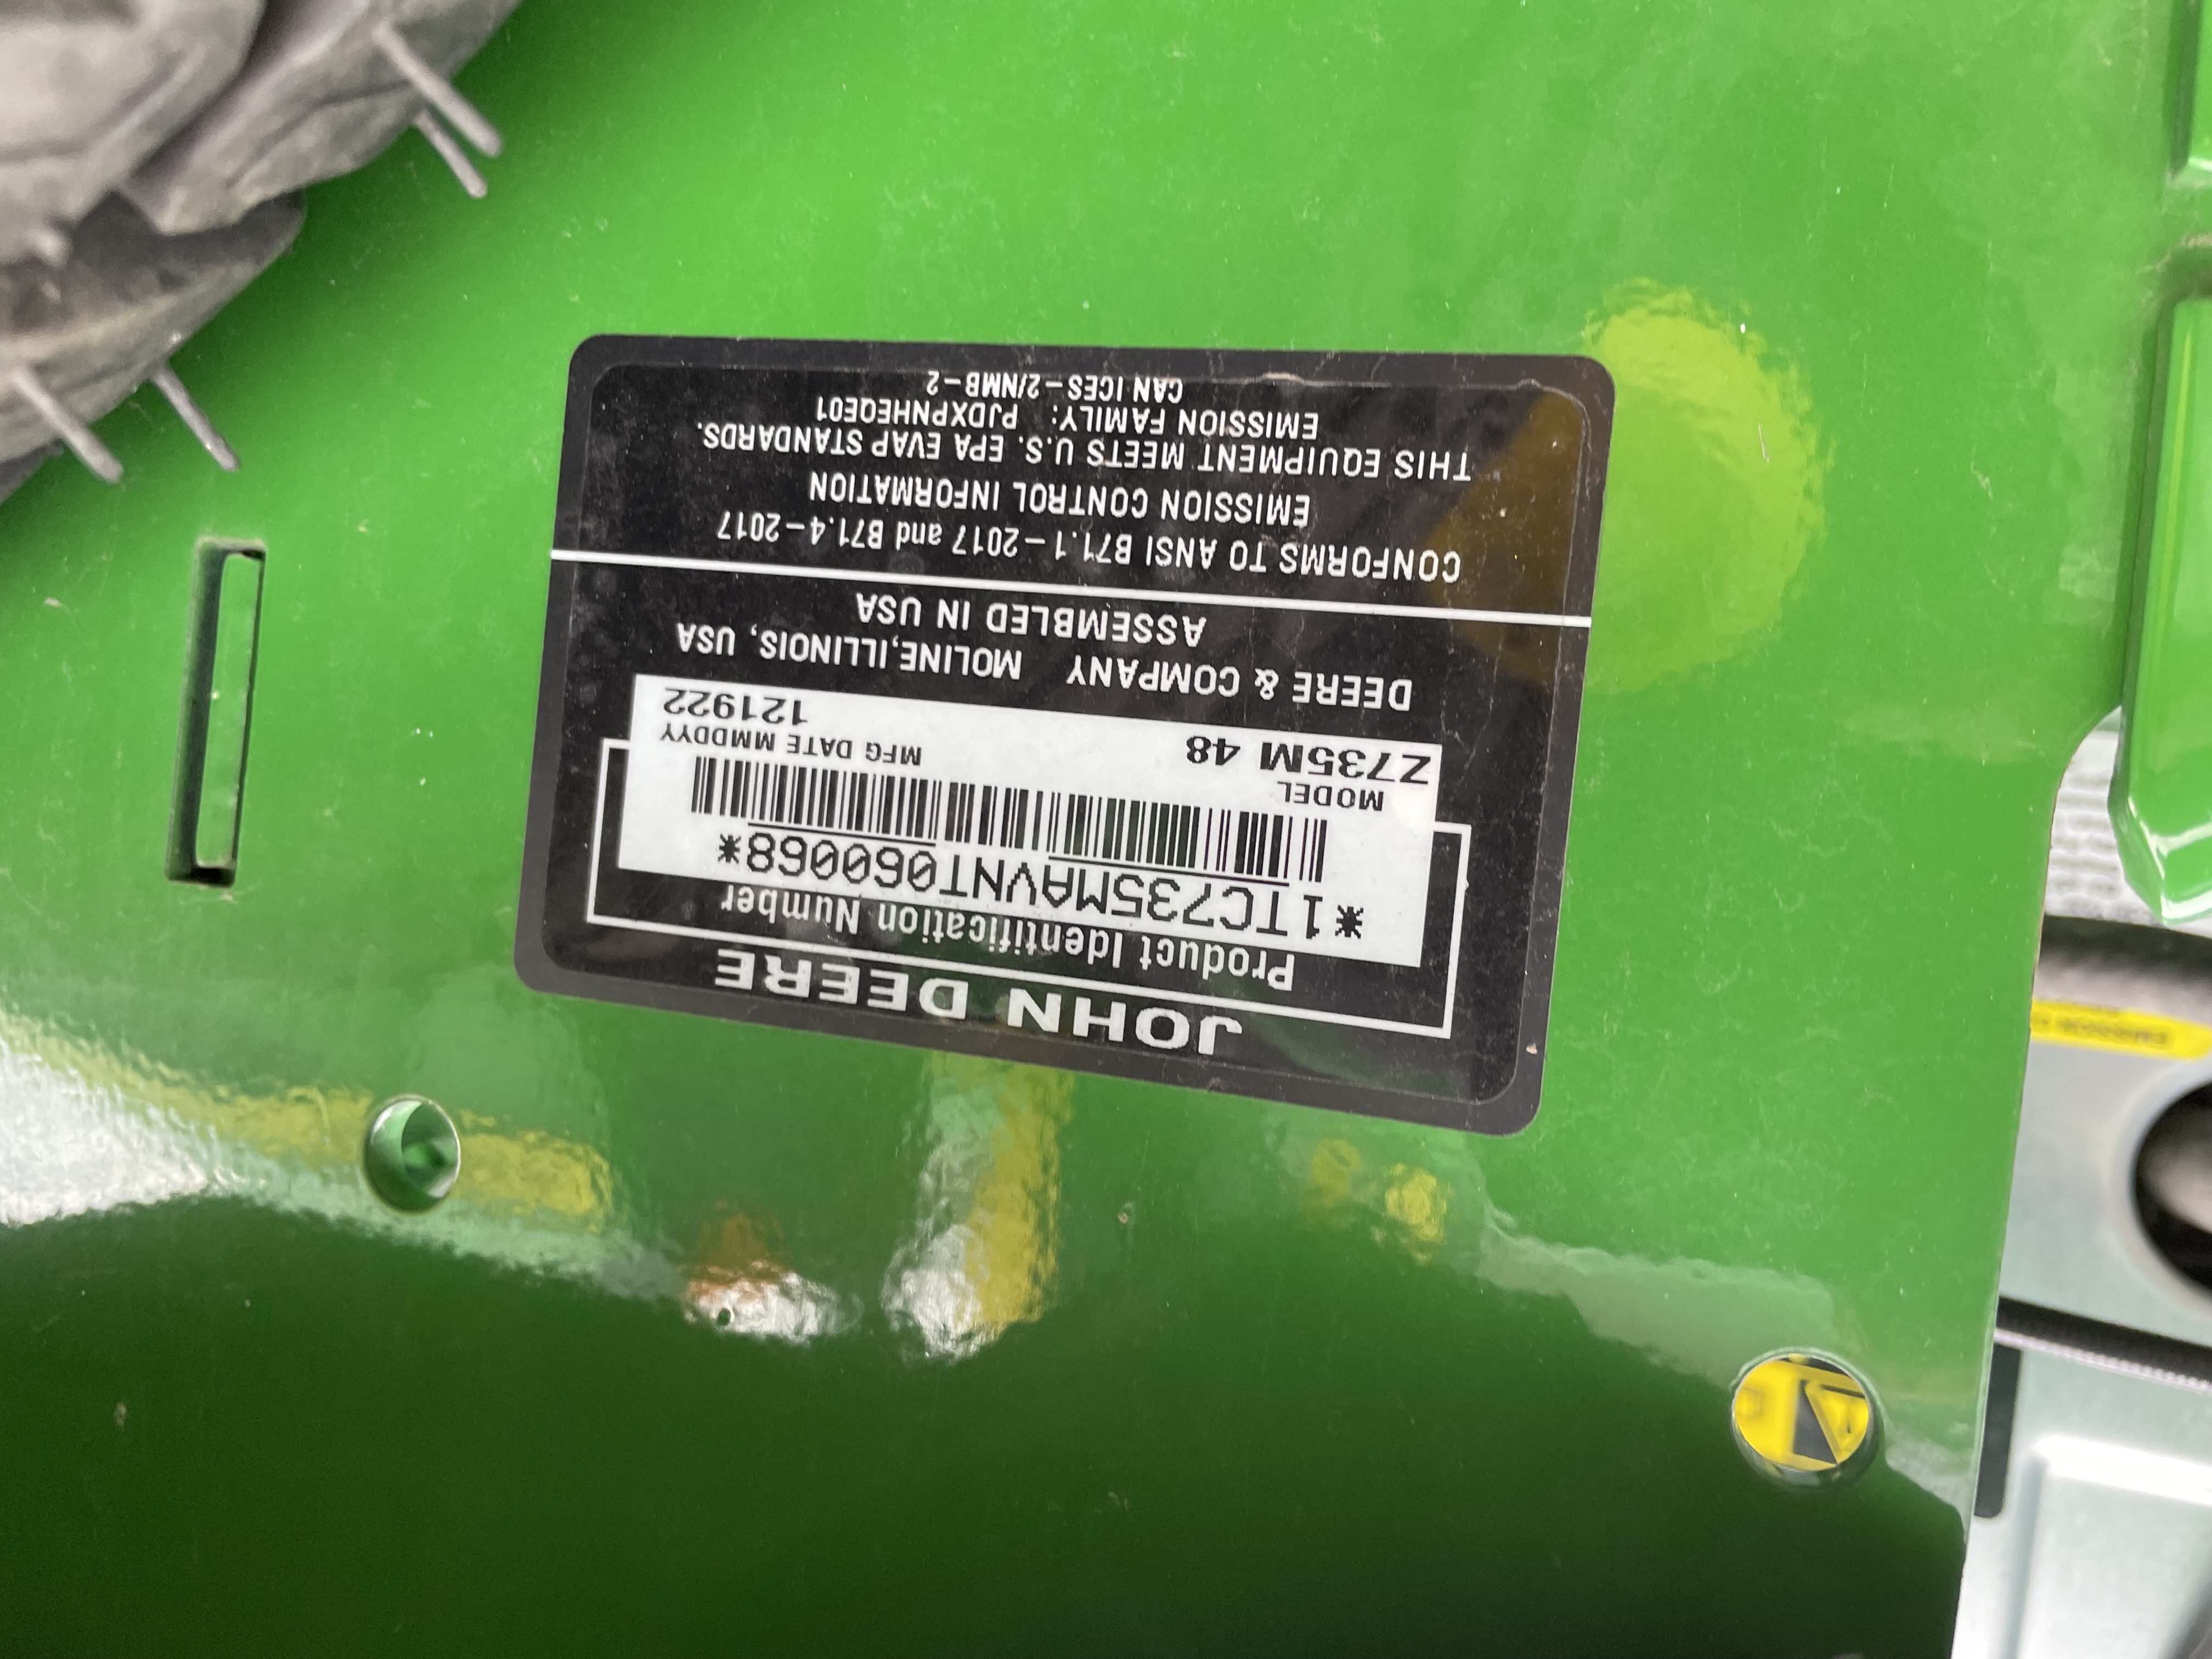 JOHN DEERE
Product Identification Number
*1TC735MAVNT060068*
MODEL
Z735M 48
MFG DATE MMDDYY
121922
DEERE & COMPANY MOLINE, ILLINOIS, USA
ASSEMBLED IN USA
CONFORMS TO ANSI B71.1-2017 and B71.4-2017
EMISSION CONTROL INFORMATION
THIS EQUIPMENT MEETS U.S. EPA EVAP STANDARDS.
EMISSION FAMILY: PJDXPNHEQE01
CAN ICES-2/NMB-2